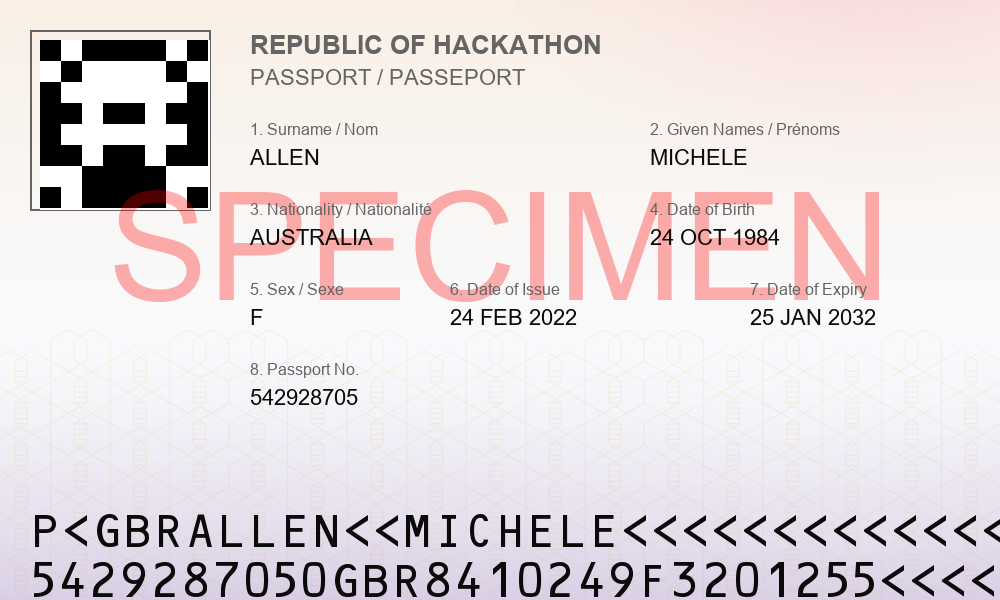 REPUBLIC OF HACKATHON
PASSPORT / PASSEPORT
1. Surname / Nom
2. Given Names / Prénoms
ALLEN
MICHELE
SPECIMEN
3. Nationality / Nationalité
4. Date of Birth
AUSTRALIA
24 OCT 1984
5. Sex / Sexe
6. Date of Issue
7. Date of Expiry
F
24 FEB 2022
25 JAN 2032
8. Passport No.
542928705
P<GBRALLEN<<MICHELE<<<<<<<<<<<<<
5429287050GBR8410249F3201255<<<<